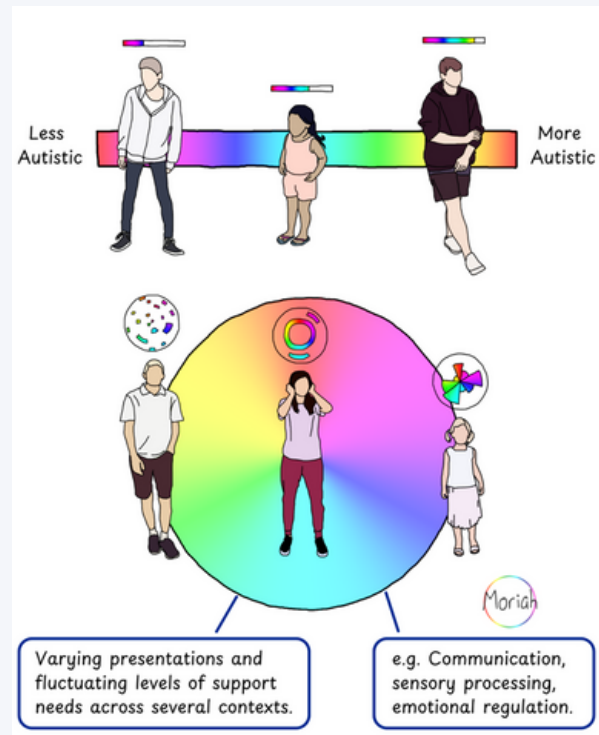 Less
Autistic
More
Autistic
Moriah
Varying presentations and
fluctuating levels of support
needs across several contexts.
e.g. Communication,
sensory processing,
emotional regulation.